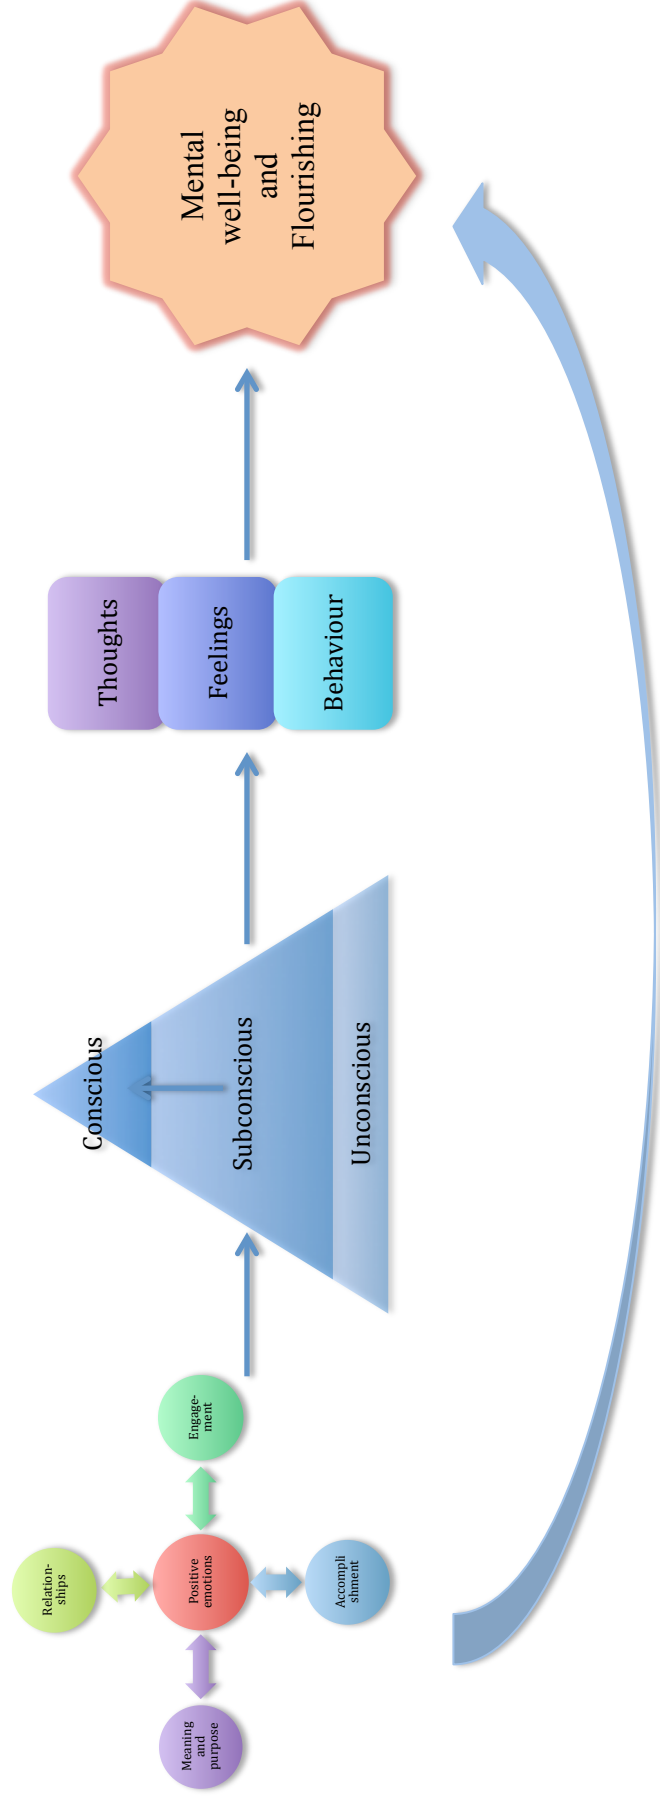 Meaning
and
purpose
Relation-
ships
Positive
emotions
Accompli
shment
Engage-
ment
Conscious
Subconscious
Unconscious
Thoughts
Feelings
Behaviour
Mental
well-being
and
Flourishing